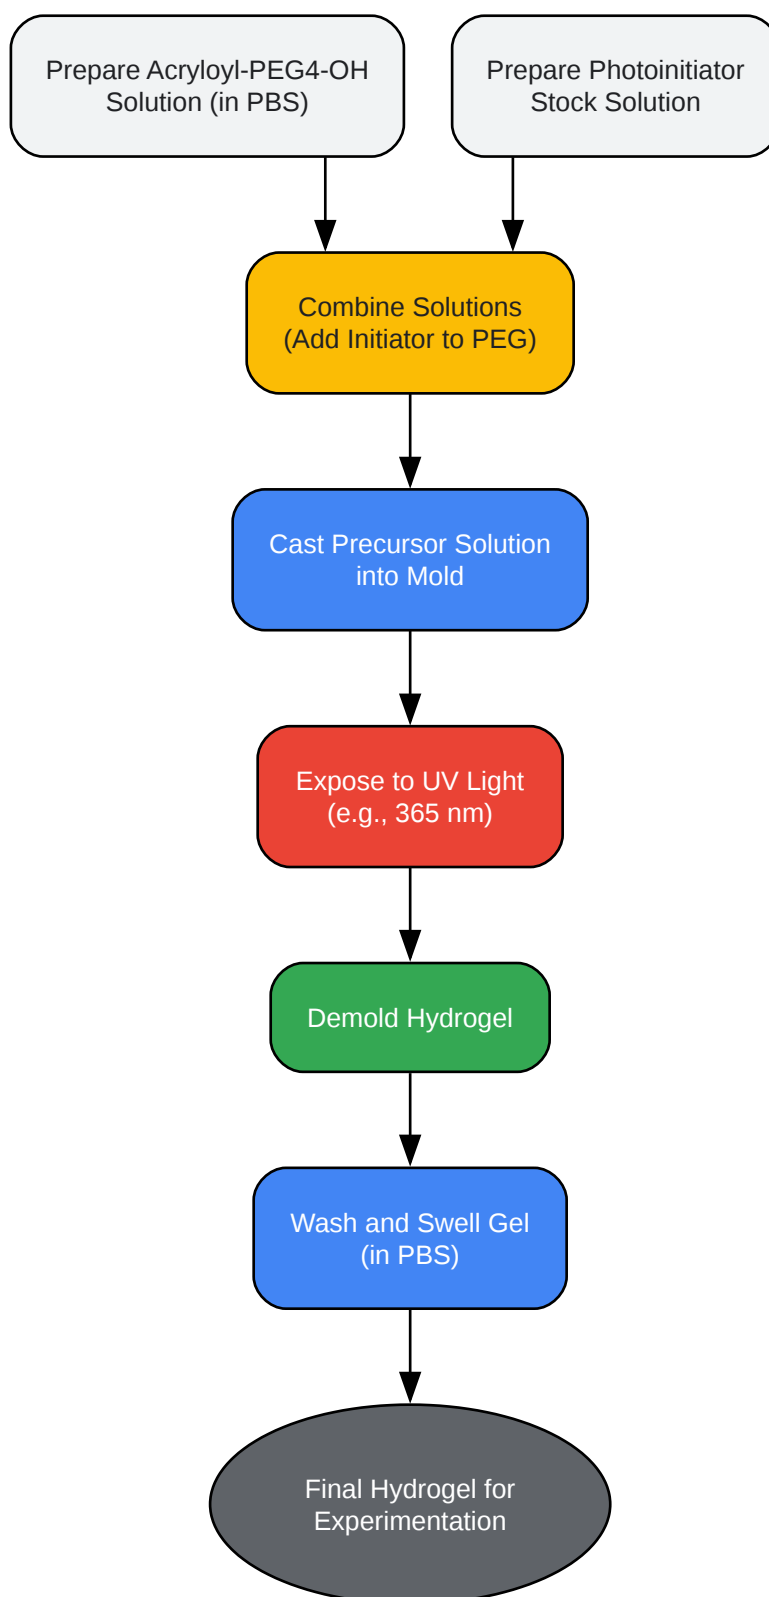 Prepare Acryloyl-PEG4-OH
Solution (in PBS)
Prepare Photoinitiator
Stock Solution
Combine Solutions
(Add Initiator to PEG)
Cast Precursor Solution
into Mold
Expose to UV Light
(e.g., 365 nm)
Demold Hydrogel
Wash and Swell Gel
(in PBS)
Final Hydrogel for
Experimentation